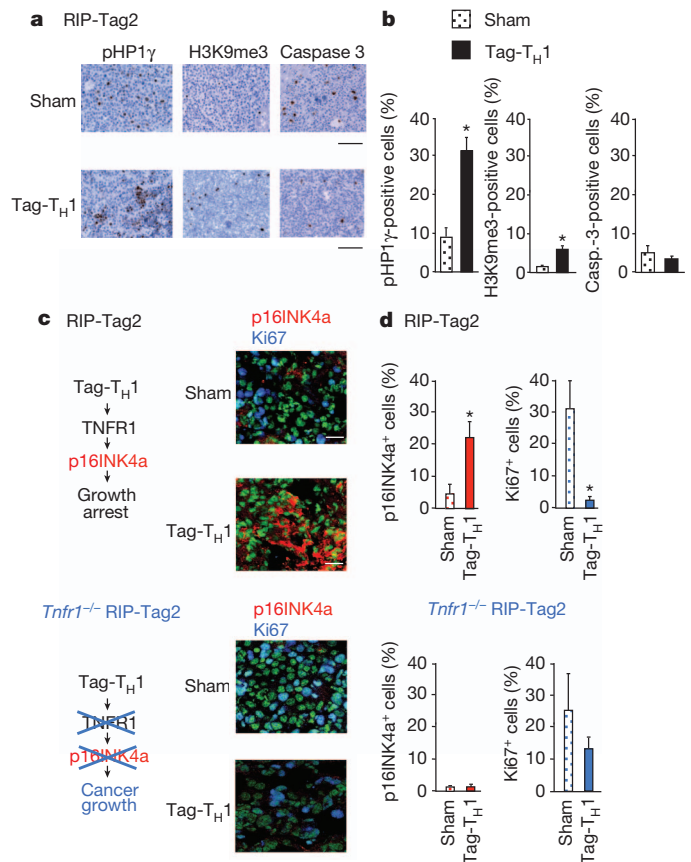 a RIP-Tag2
pHP1γ H3K9me3 Caspase 3
Sham
Tag-TH1
b Sham
Tag-TH1
pHP1γ-positive cells (%)
40
30
20
10
0
*
H3K9me3-positive cells (%)
40
30
20
10
0
*
Casp.-3-positive cells (%)
40
30
20
10
0
c RIP-Tag2
Tag-TH1
TNFR1
p16INK4a
Growth
arrest
p16INK4a
Ki67
Sham
Tag-TH1
d RIP-Tag2
p16INK4a+ cells (%)
40
30
20
10
0
*
Sham
Tag-TH1
Ki67+ cells (%)
40
30
20
10
0
*
Sham
Tag-TH1
Tnfr1−/− RIP-Tag2
Tag-TH1
TNFR1
p16INK4a
Cancer
growth
p16INK4a
Ki67
Sham
Tag-TH1
Tnfr1−/− RIP-Tag2
p16INK4a+ cells (%)
40
30
20
10
0
Sham
Tag-TH1
Ki67+ cells (%)
40
30
20
10
0
Sham
Tag-TH1